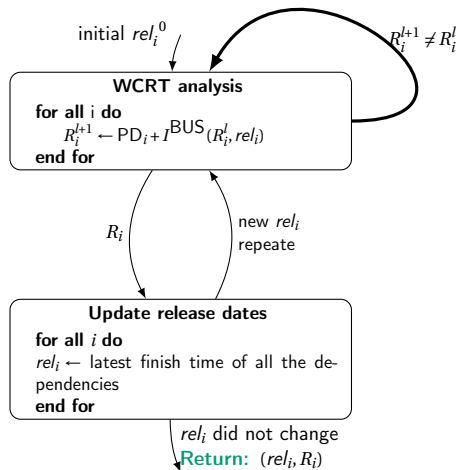 initial rel_i^0
R_i^{l+1} ≠ R_i^l
WCRT analysis
for all i do
R_i^{l+1} ← PD_i + I^BUS(R_i^l, rel_i)
end for
R_i
new rel_i
repeat
Update release dates
for all i do
rel_i ← latest finish time of all the de-
pendencies
end for
rel_i did not change
Return: (rel_i, R_i)